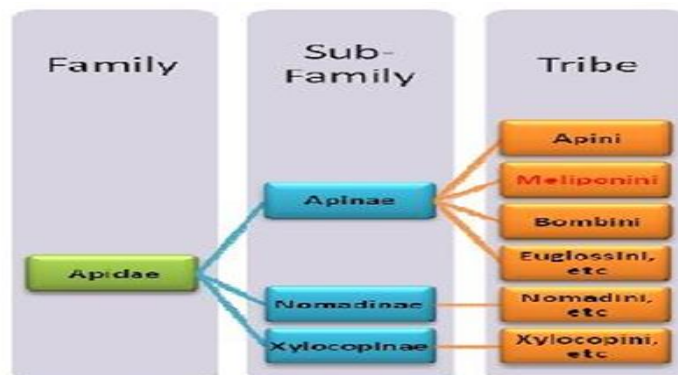 Family
Sub-
Family
Tribe
Apidae
Apinae
Nomadinae
Xylocopinae
Apini
Meliponini
Bombini
Euglossini,
etc
Nomadini,
etc
Xylocopini,
etc